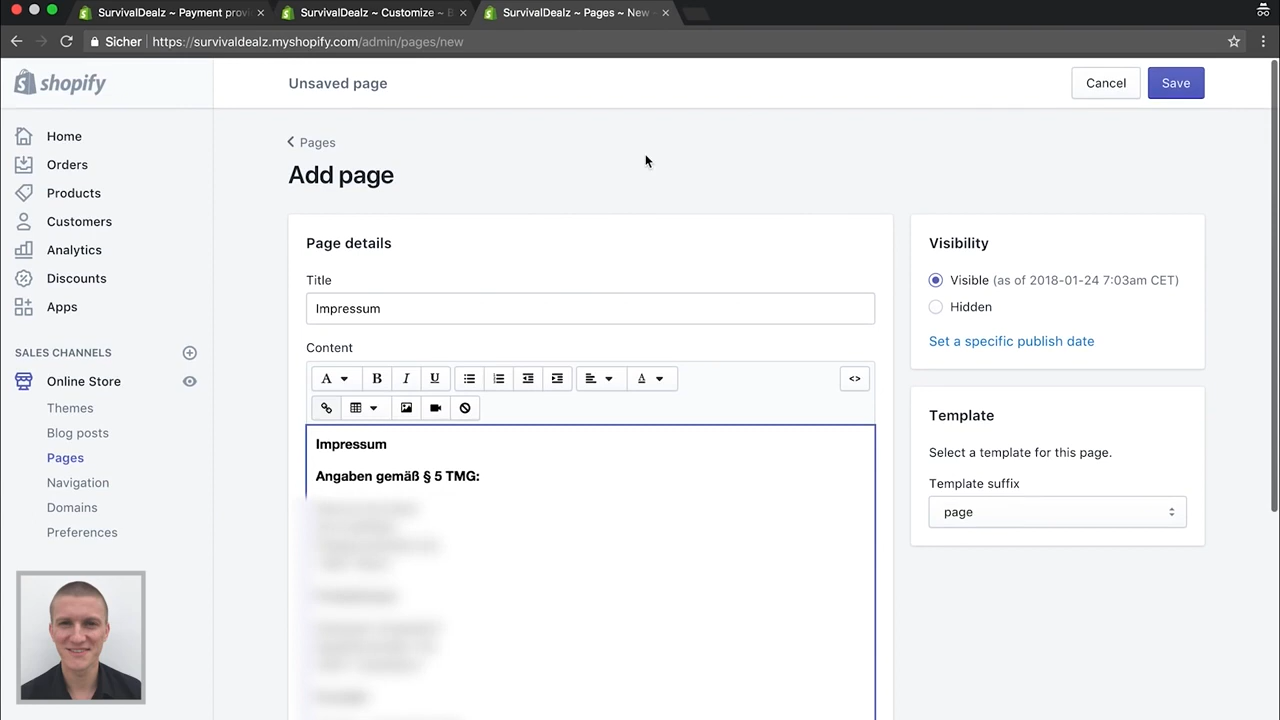 SurvivalDealz ~ Payment provi
SurvivalDealz ~ Customize ~ B
SurvivalDealz ~ Pages ~ New ~
Sicher
https://survivaldealz.myshopify.com/admin/pages/new
shopify
Unsaved page
Cancel
Save
Home
Orders
Products
Customers
Analytics
Discounts
Apps
SALES CHANNELS
Online Store
Themes
Blog posts
Pages
Navigation
Domains
Preferences
Pages
Add page
Page details
Title
Impressum
Content
A
B
I
U
A
<>
Impressum
Angaben gemäß § 5 TMG:
Visibility
Visible (as of 2018-01-24 7:03am CET)
Hidden
Set a specific publish date
Template
Select a template for this page.
Template suffix
page